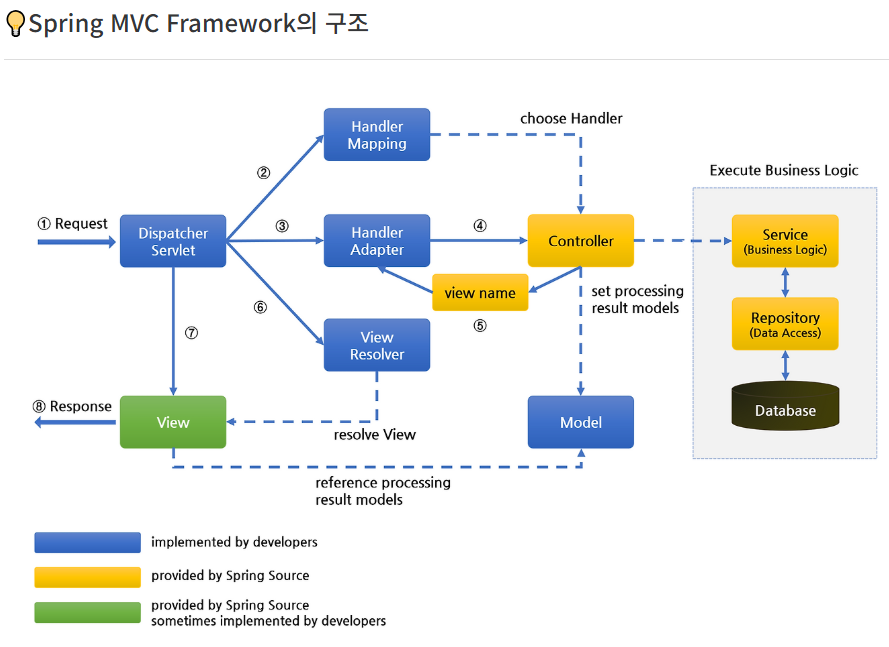 💡Spring MVC Framework의 구조
Handler
Mapping
choose Handler
②
Execute Business Logic
① Request
Dispatcher
Servlet
③
Handler
Adapter
④
Controller
Service
(Business Logic)
view name
set processing
result models
⑤
⑥
Repository
(Data Access)
⑦
View
Resolver
⑧ Response
View
resolve View
Model
Database
reference processing
result models
implemented by developers
provided by Spring Source
provided by Spring Source
sometimes implemented by developers